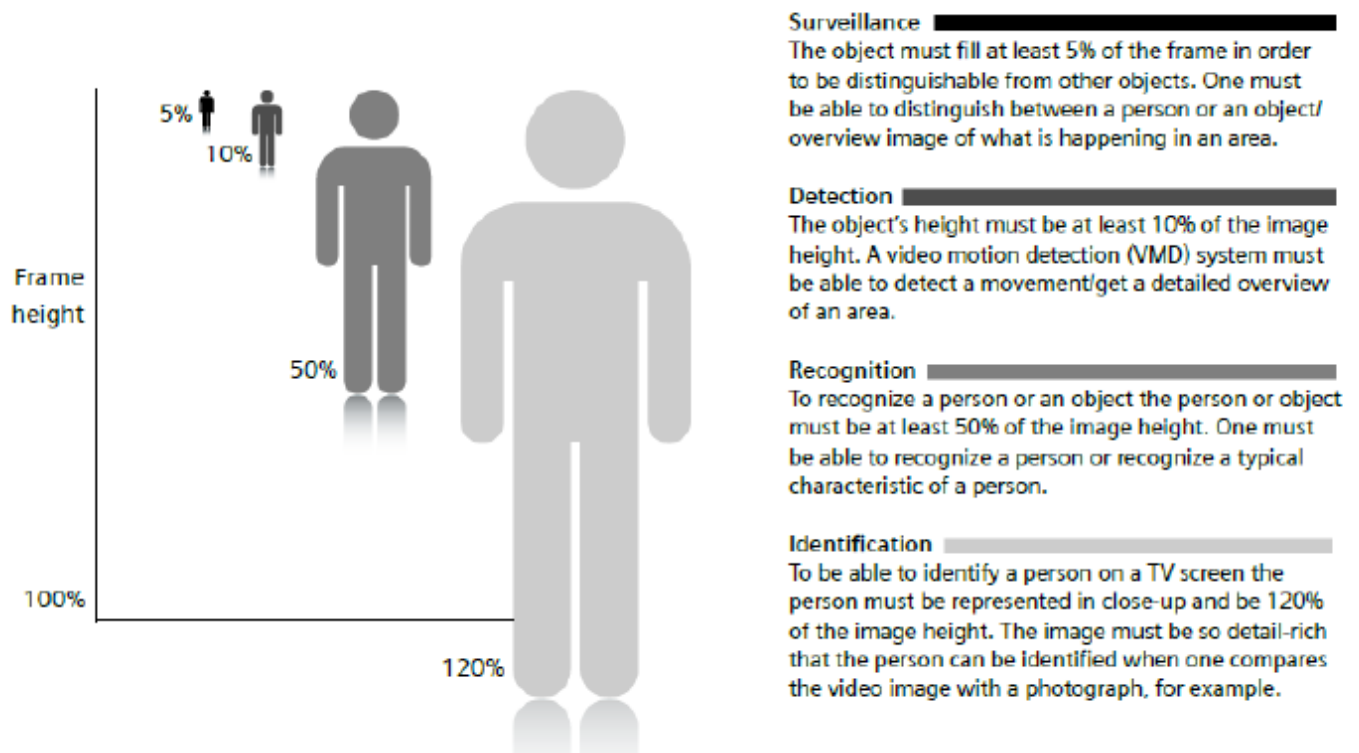 5%
10%
Frame
height
50%
100%
120%
Surveillance
The object must fill at least 5% of the frame in order
to be distinguishable from other objects. One must
be able to distinguish between a person or an object/
overview image of what is happening in an area.
Detection
The object's height must be at least 10% of the image
height. A video motion detection (VMD) system must
be able to detect a movement/get a detailed overview
of an area.
Recognition
To recognize a person or an object the person or object
must be at least 50% of the image height. One must
be able to recognize a person or recognize a typical
characteristic of a person.
Identification
To be able to identify a person on a TV screen the
person must be represented in close-up and be 120%
of the image height. The image must be so detail-rich
that the person can be identified when one compares
the video image with a photograph, for example.